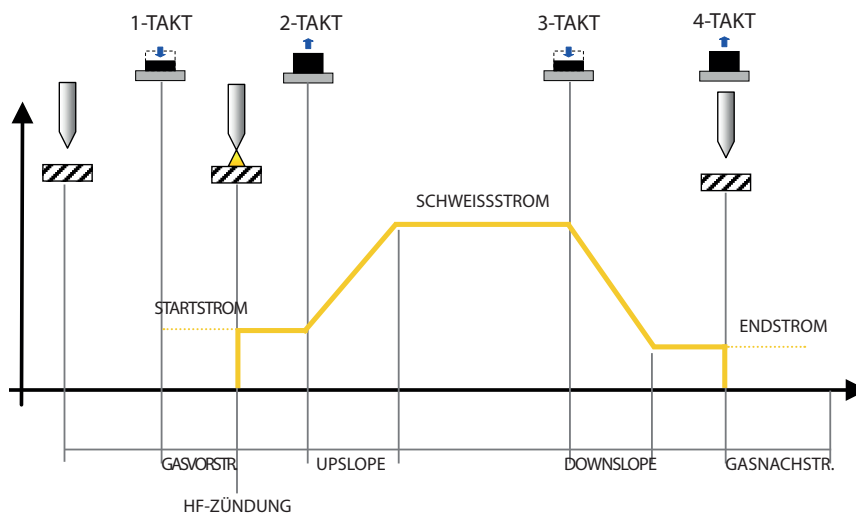 1-TAKT 2-TAKT 3-TAKT 4-TAKT
SCHWEISSSTROM
STARTSTROM
ENDSTROM
GASVORSTR. UPSLOPE DOWNSLOPE GASNACHSTR.
HF-ZÜNDUNG